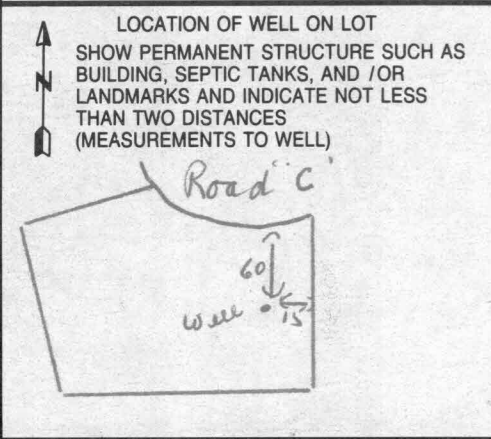 LOCATION OF WELL ON LOT
SHOW PERMANENT STRUCTURE SUCH AS
BUILDING, SEPTIC TANKS, AND /OR
LANDMARKS AND INDICATE NOT LESS
THAN TWO DISTANCES
(MEASUREMENTS TO WELL)
N
Road "C"
60
well
15